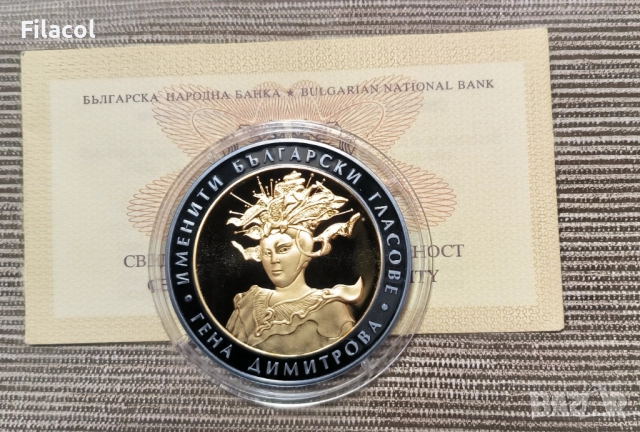 Filacol
БЪЛГАРСКА НАРОДНА БАНКА ★ BULGARIAN NATIONAL BANK
• ИМЕНИТИ БЪЛГАРСКИ ГЛАСОВЕ •
ГЕНА ДИМИТРОВА